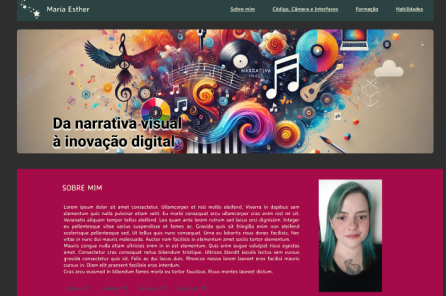 Maria Esther
Sobre mim Código, Câmera e Interfaces Formação Habilidades
NARRATIVA
Da narrativa visual
à inovação digital
SOBRE MIM
Lorem ipsum dolor sit amet consectetur. Ullamcorper et nisl mollis eleifend. Viverra in dapibus sem
elementum quis nulla pulvinar etiam velit. Eu morbi consequat arcu ullamcorper cras enim nisl mi sit.
Venenatis aliquam tempor tellus eleifend. Leo quam ante lorem rutrum sed lacus orci dignissim. Integer
eu pellentesque vitae varius suspendisse et fames ac. Gravida quis sit fringilla enim non eleifend
scelerisque pellentesque sed. Ut tellus quis nunc consequat. Urna eu lobortis risus donec facilisis. Nec
vitae in nunc dui mauris malesuada. Auctor nam facilisis in elementum amet sociis tortor elementum.
Mauris congue nulla etiam ultricies enim in in est elementum. Quis enim augue volutpat risus egestas
amet. Consectetur cras consequat netus bibendum tristique. Ultrices blandit iaculis lectus sem cursus
gravida consectetur quis sit. Felis ac dui lacus duis. Rhoncus massa lorem laoreet eros facilisi mauris
cursus in. Diam elit praesent facilisis eros interdum.
Cras arcu euismod in bibendum fames morbi eu tortor faucibus. Risus montes laoreet dictum.